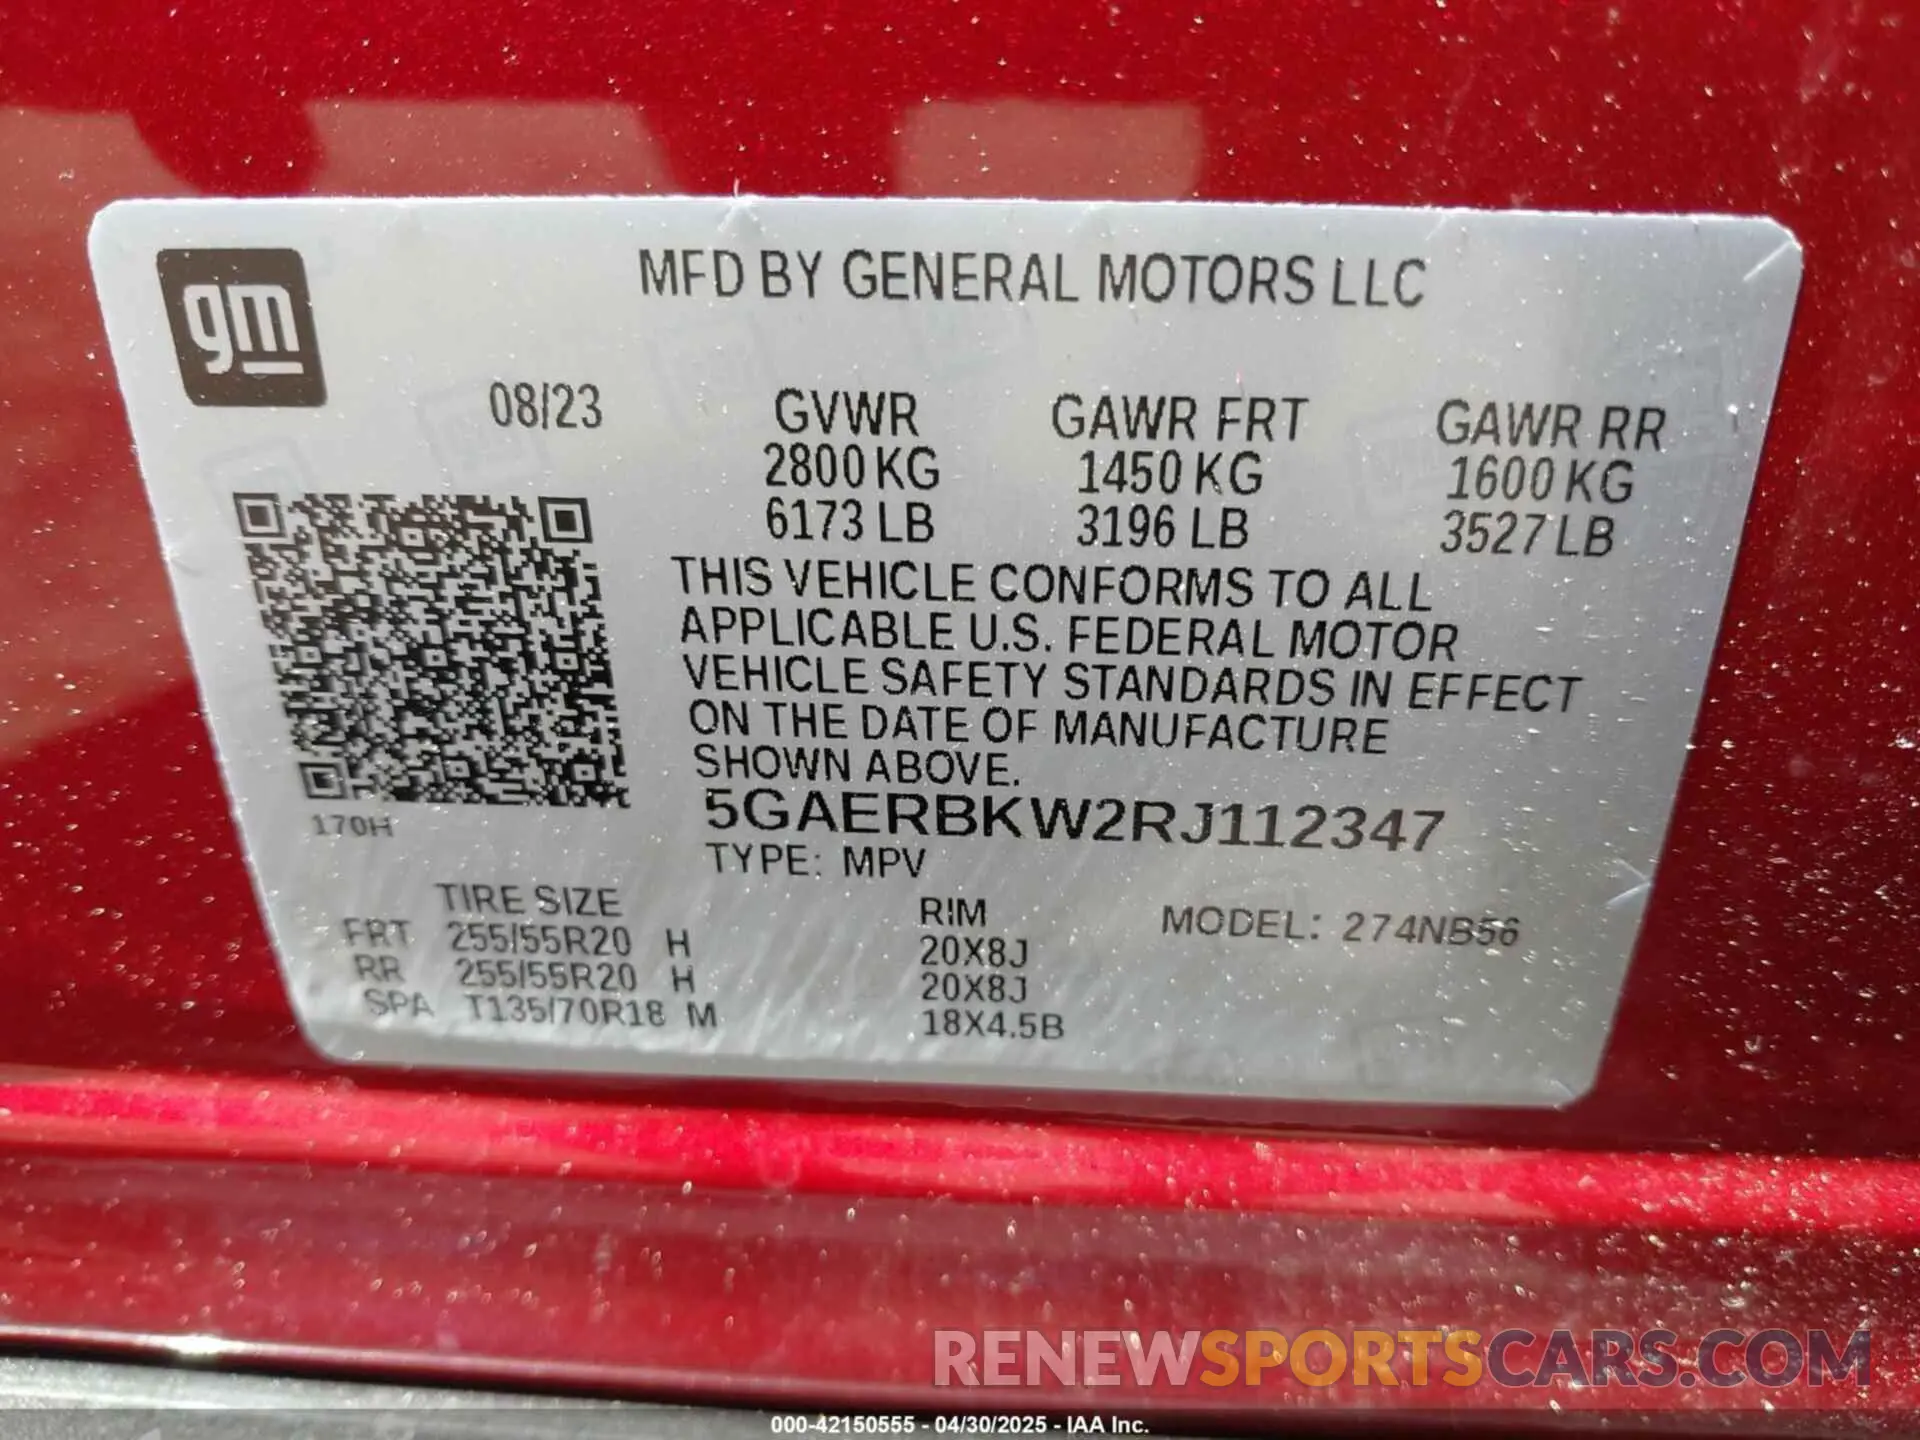 gm
MFD BY GENERAL MOTORS LLC
08/23 GVWR GAWR FRT GAWR RR
2800 KG 1450 KG 1600 KG
6173 LB 3196 LB 3527 LB
THIS VEHICLE CONFORMS TO ALL
APPLICABLE U.S. FEDERAL MOTOR
VEHICLE SAFETY STANDARDS IN EFFECT
ON THE DATE OF MANUFACTURE
SHOWN ABOVE.
170H
5GAERBKW2RJ112347
TYPE: MPV
TIRE SIZE RIM MODEL: 274NB56
FRT 255/55R20 H 20X8J
RR 255/55R20 H 20X8J
SPA T135/70R18 M 18X4.5B
RENEWSPORTSCARS.COM
000-42150555 - 04/30/2025 - IAA Inc.